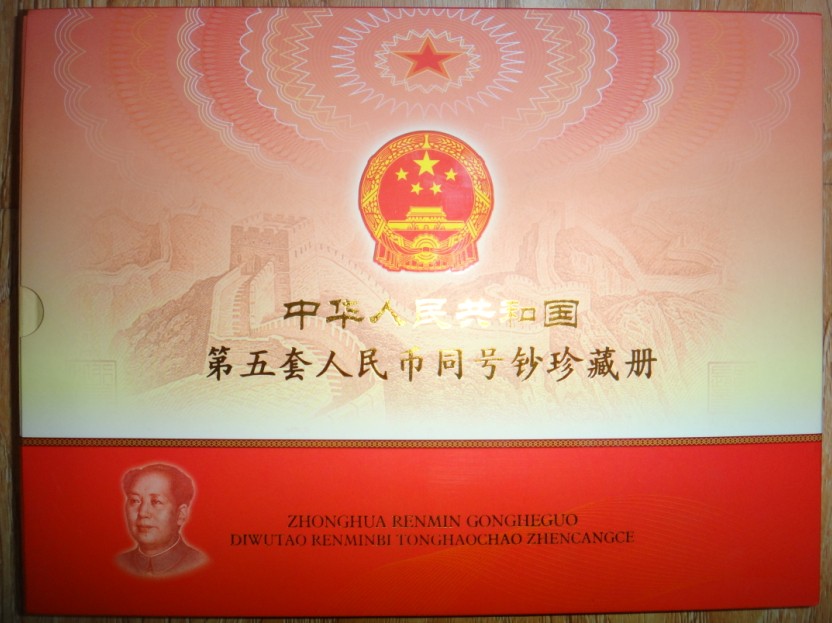 中华人民共和国
第五套人民币同号钞珍藏册
ZHONGHUA RENMIN GONGHEGUO
DIWUTAO RENMINBI TONGHAOCHAO ZHENCANGCE